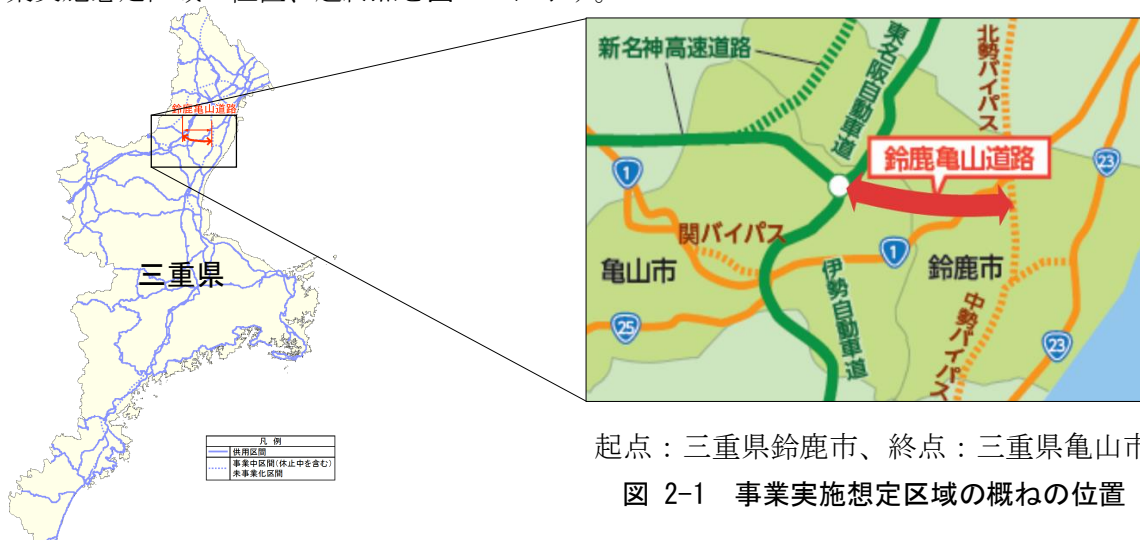 鈴鹿亀山道路
三重県
凡 例
供用区間
事業中区間(休止中を含む)
未事業化区間
新名神高速道路
東名阪自動車道
北勢バイパス
鈴鹿亀山道路
23
1
関バイパス
亀山市
1
鈴鹿市
伊勢自動車道
中勢バイパス
25
23
起点：三重県鈴鹿市、終点：三重県亀山市
図 2-1 事業実施想定区域の概ねの位置